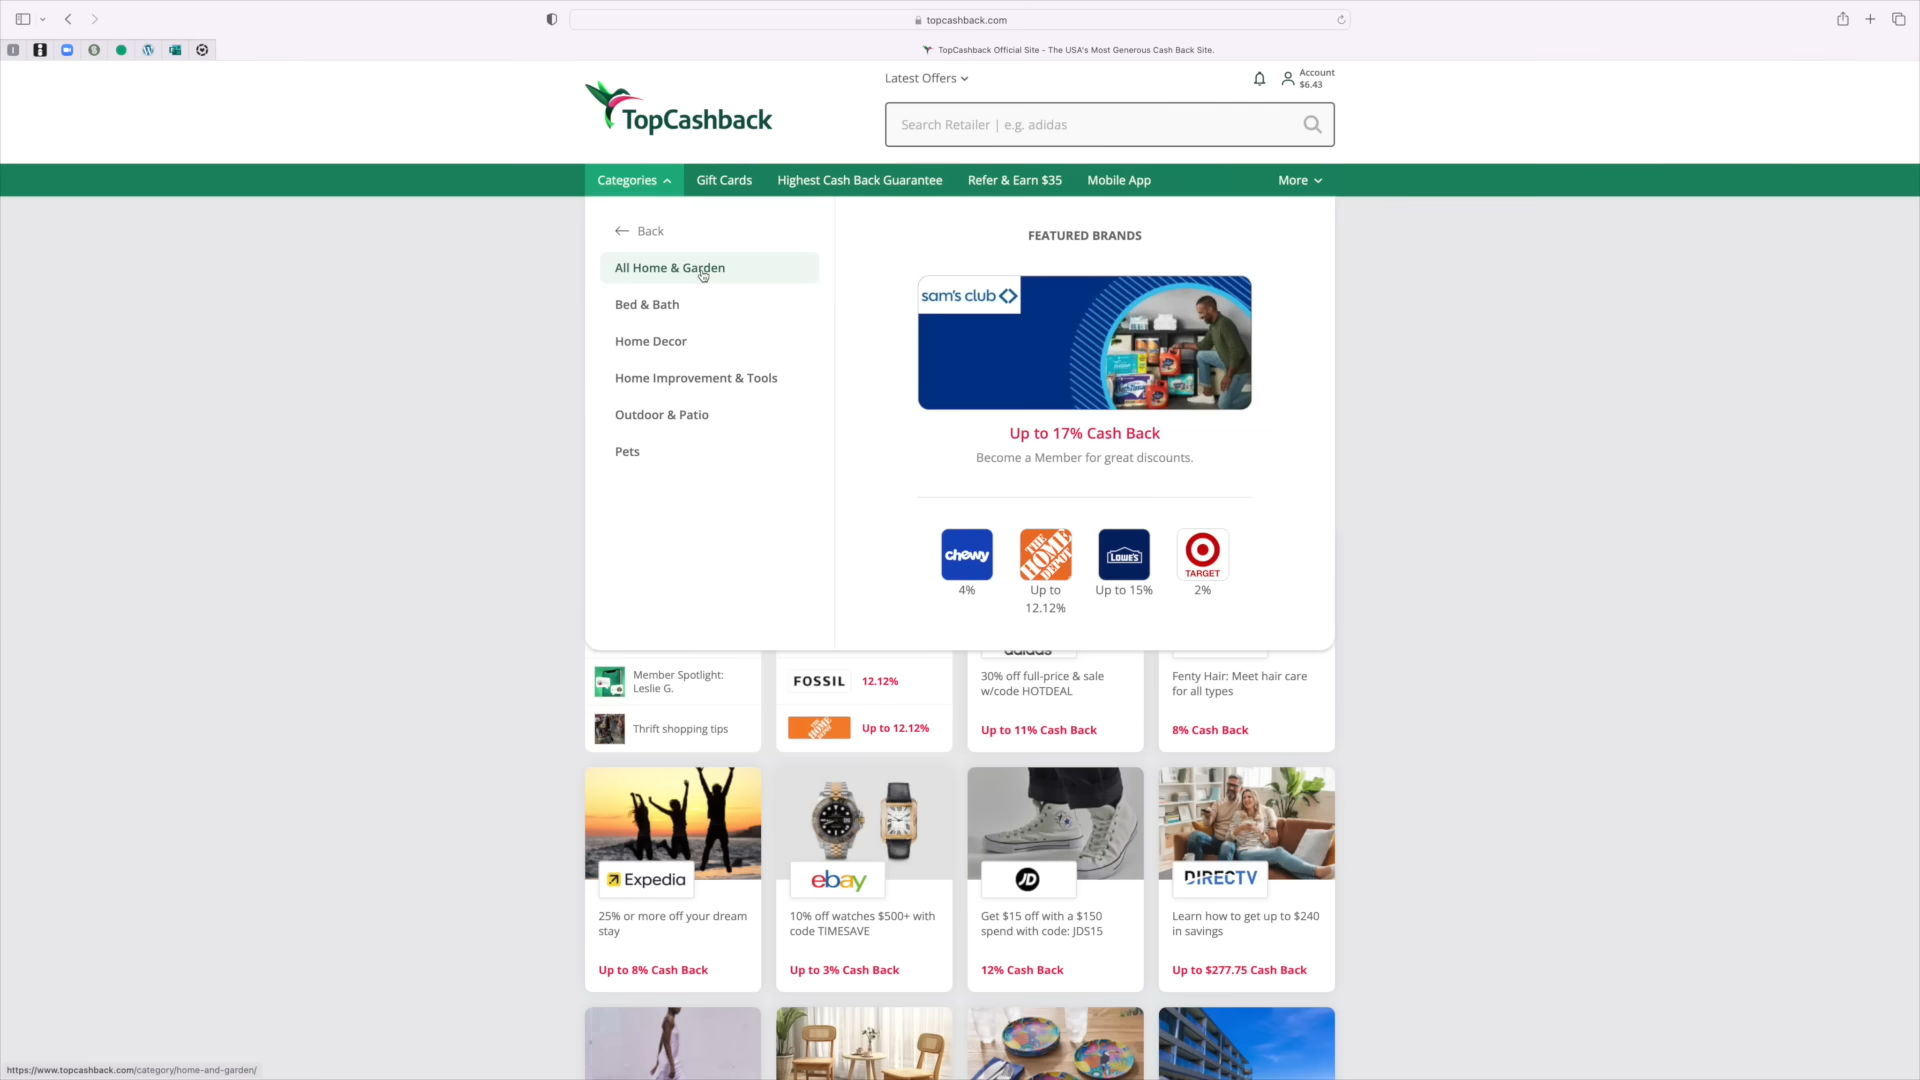 topcashback.com
TopCashback Official Site - The USA's Most Generous Cash Back Site.
TopCashback
Latest Offers
Account
$6.43
Search Retailer | e.g. adidas
Categories
Gift Cards
Highest Cash Back Guarantee
Refer & Earn $35
Mobile App
More
Back
All Home & Garden
Bed & Bath
Home Decor
Home Improvement & Tools
Outdoor & Patio
Pets
FEATURED BRANDS
sam's club
Up to 17% Cash Back
Become a Member for great discounts.
chewy
4%
THE HOME DEPOT
Up to
12.12%
LOWE'S
Up to 15%
TARGET
2%
Member Spotlight:
Leslie G.
Thrift shopping tips
FOSSIL
12.12%
Up to 12.12%
adidas
30% off full-price & sale
w/code HOTDEAL
Up to 11% Cash Back
Fenty Hair: Meet hair care
for all types
8% Cash Back
Expedia
25% or more off your dream
stay
Up to 8% Cash Back
ebay
10% off watches $500+ with
code TIMESAVE
Up to 3% Cash Back
JD
Get $15 off with a $150
spend with code: JDS15
12% Cash Back
DIRECTV
Learn how to get up to $240
in savings
Up to $277.75 Cash Back
https://www.topcashback.com/category/home-and-garden/